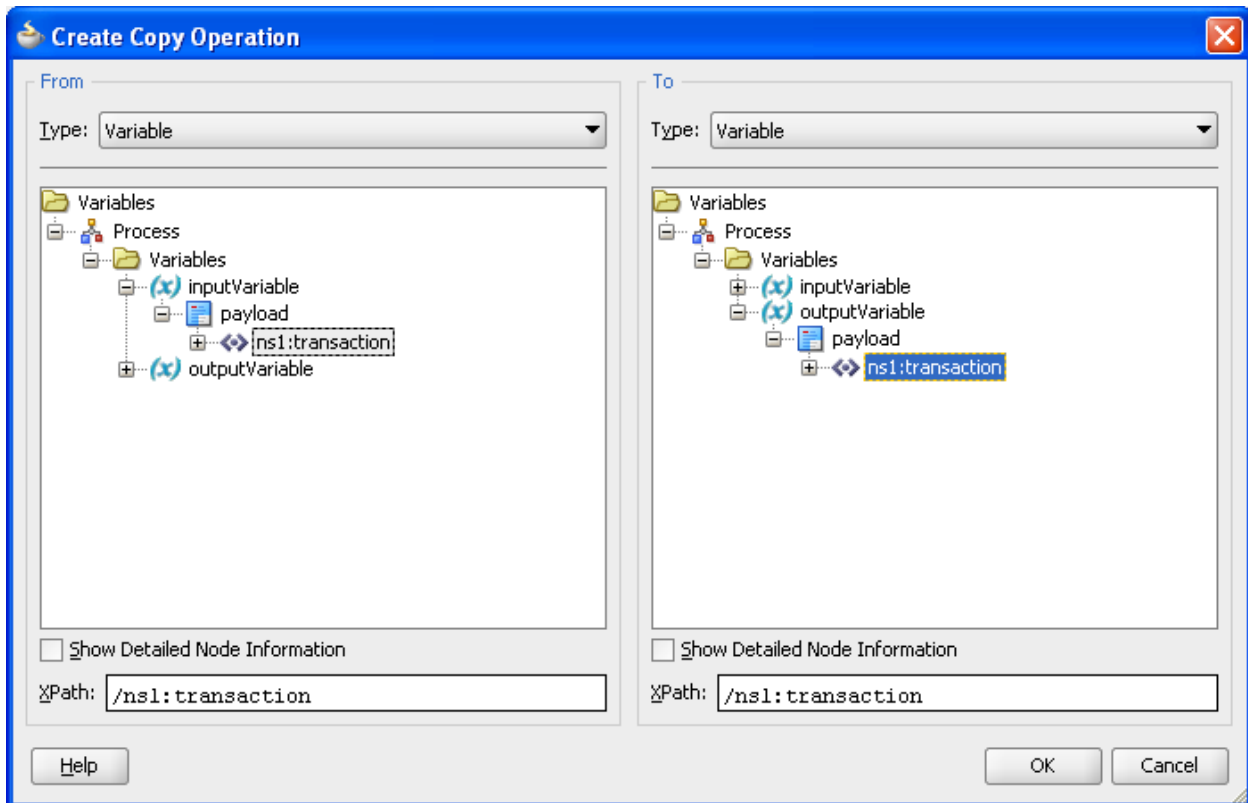 Create Copy Operation
From
Type: Variable
Variables
Process
Variables
(x) inputVariable
payload
ns1:transaction
(x) outputVariable
Show Detailed Node Information
XPath: /ns1:transaction
To
Type: Variable
Variables
Process
Variables
(x) inputVariable
(x) outputVariable
payload
ns1:transaction
Show Detailed Node Information
XPath: /ns1:transaction
Help
OK
Cancel